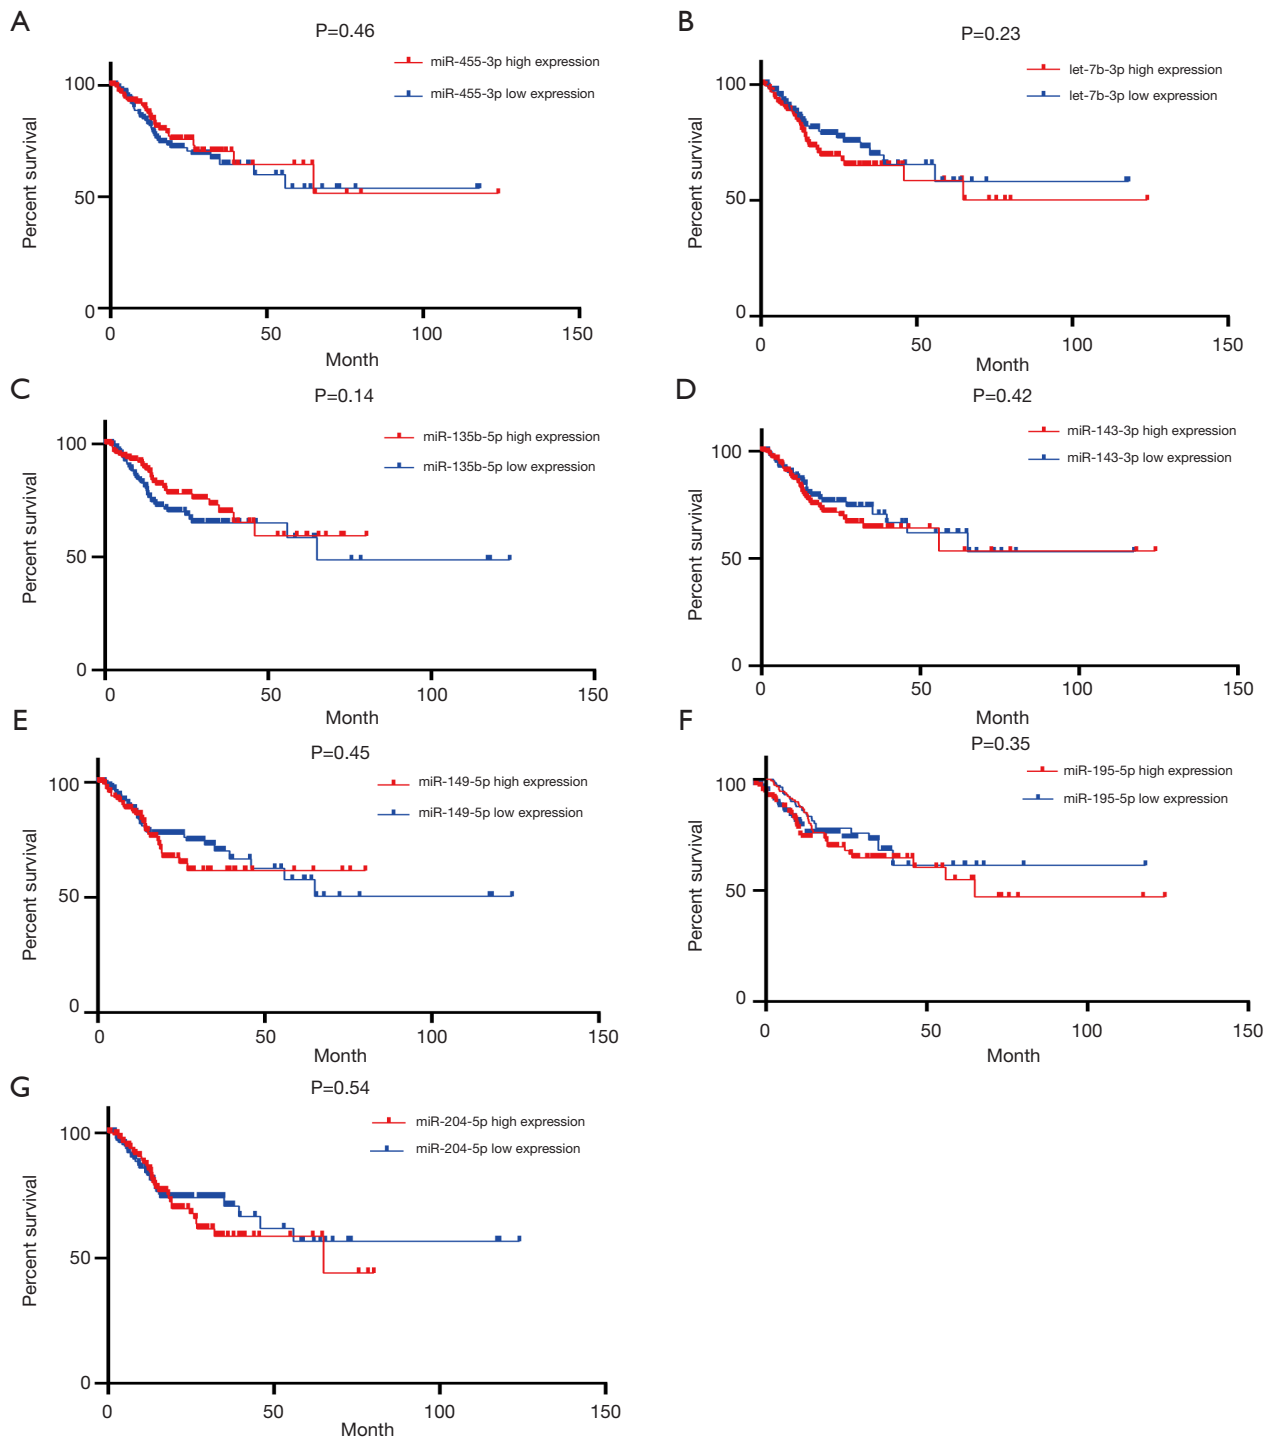 A
P=0.46
miR-455-3p high expression
miR-455-3p low expression
Percent survival
100
50
0
0 50 100 150
Month
B
P=0.23
let-7b-3p high expression
let-7b-3p low expression
Percent survival
100
50
0
0 50 100 150
Month
C
P=0.14
miR-135b-5p high expression
miR-135b-5p low expression
Percent survival
100
50
0
0 50 100 150
Month
D
P=0.42
miR-143-3p high expression
miR-143-3p low expression
Percent survival
100
50
0
0 50 100 150
Month
E
P=0.45
miR-149-5p high expression
miR-149-5p low expression
Percent survival
100
50
0
0 50 100 150
Month
F
P=0.35
miR-195-5p high expression
miR-195-5p low expression
Percent survival
100
50
0
0 50 100 150
Month
G
P=0.54
miR-204-5p high expression
miR-204-5p low expression
Percent survival
100
50
0
0 50 100 150
Month